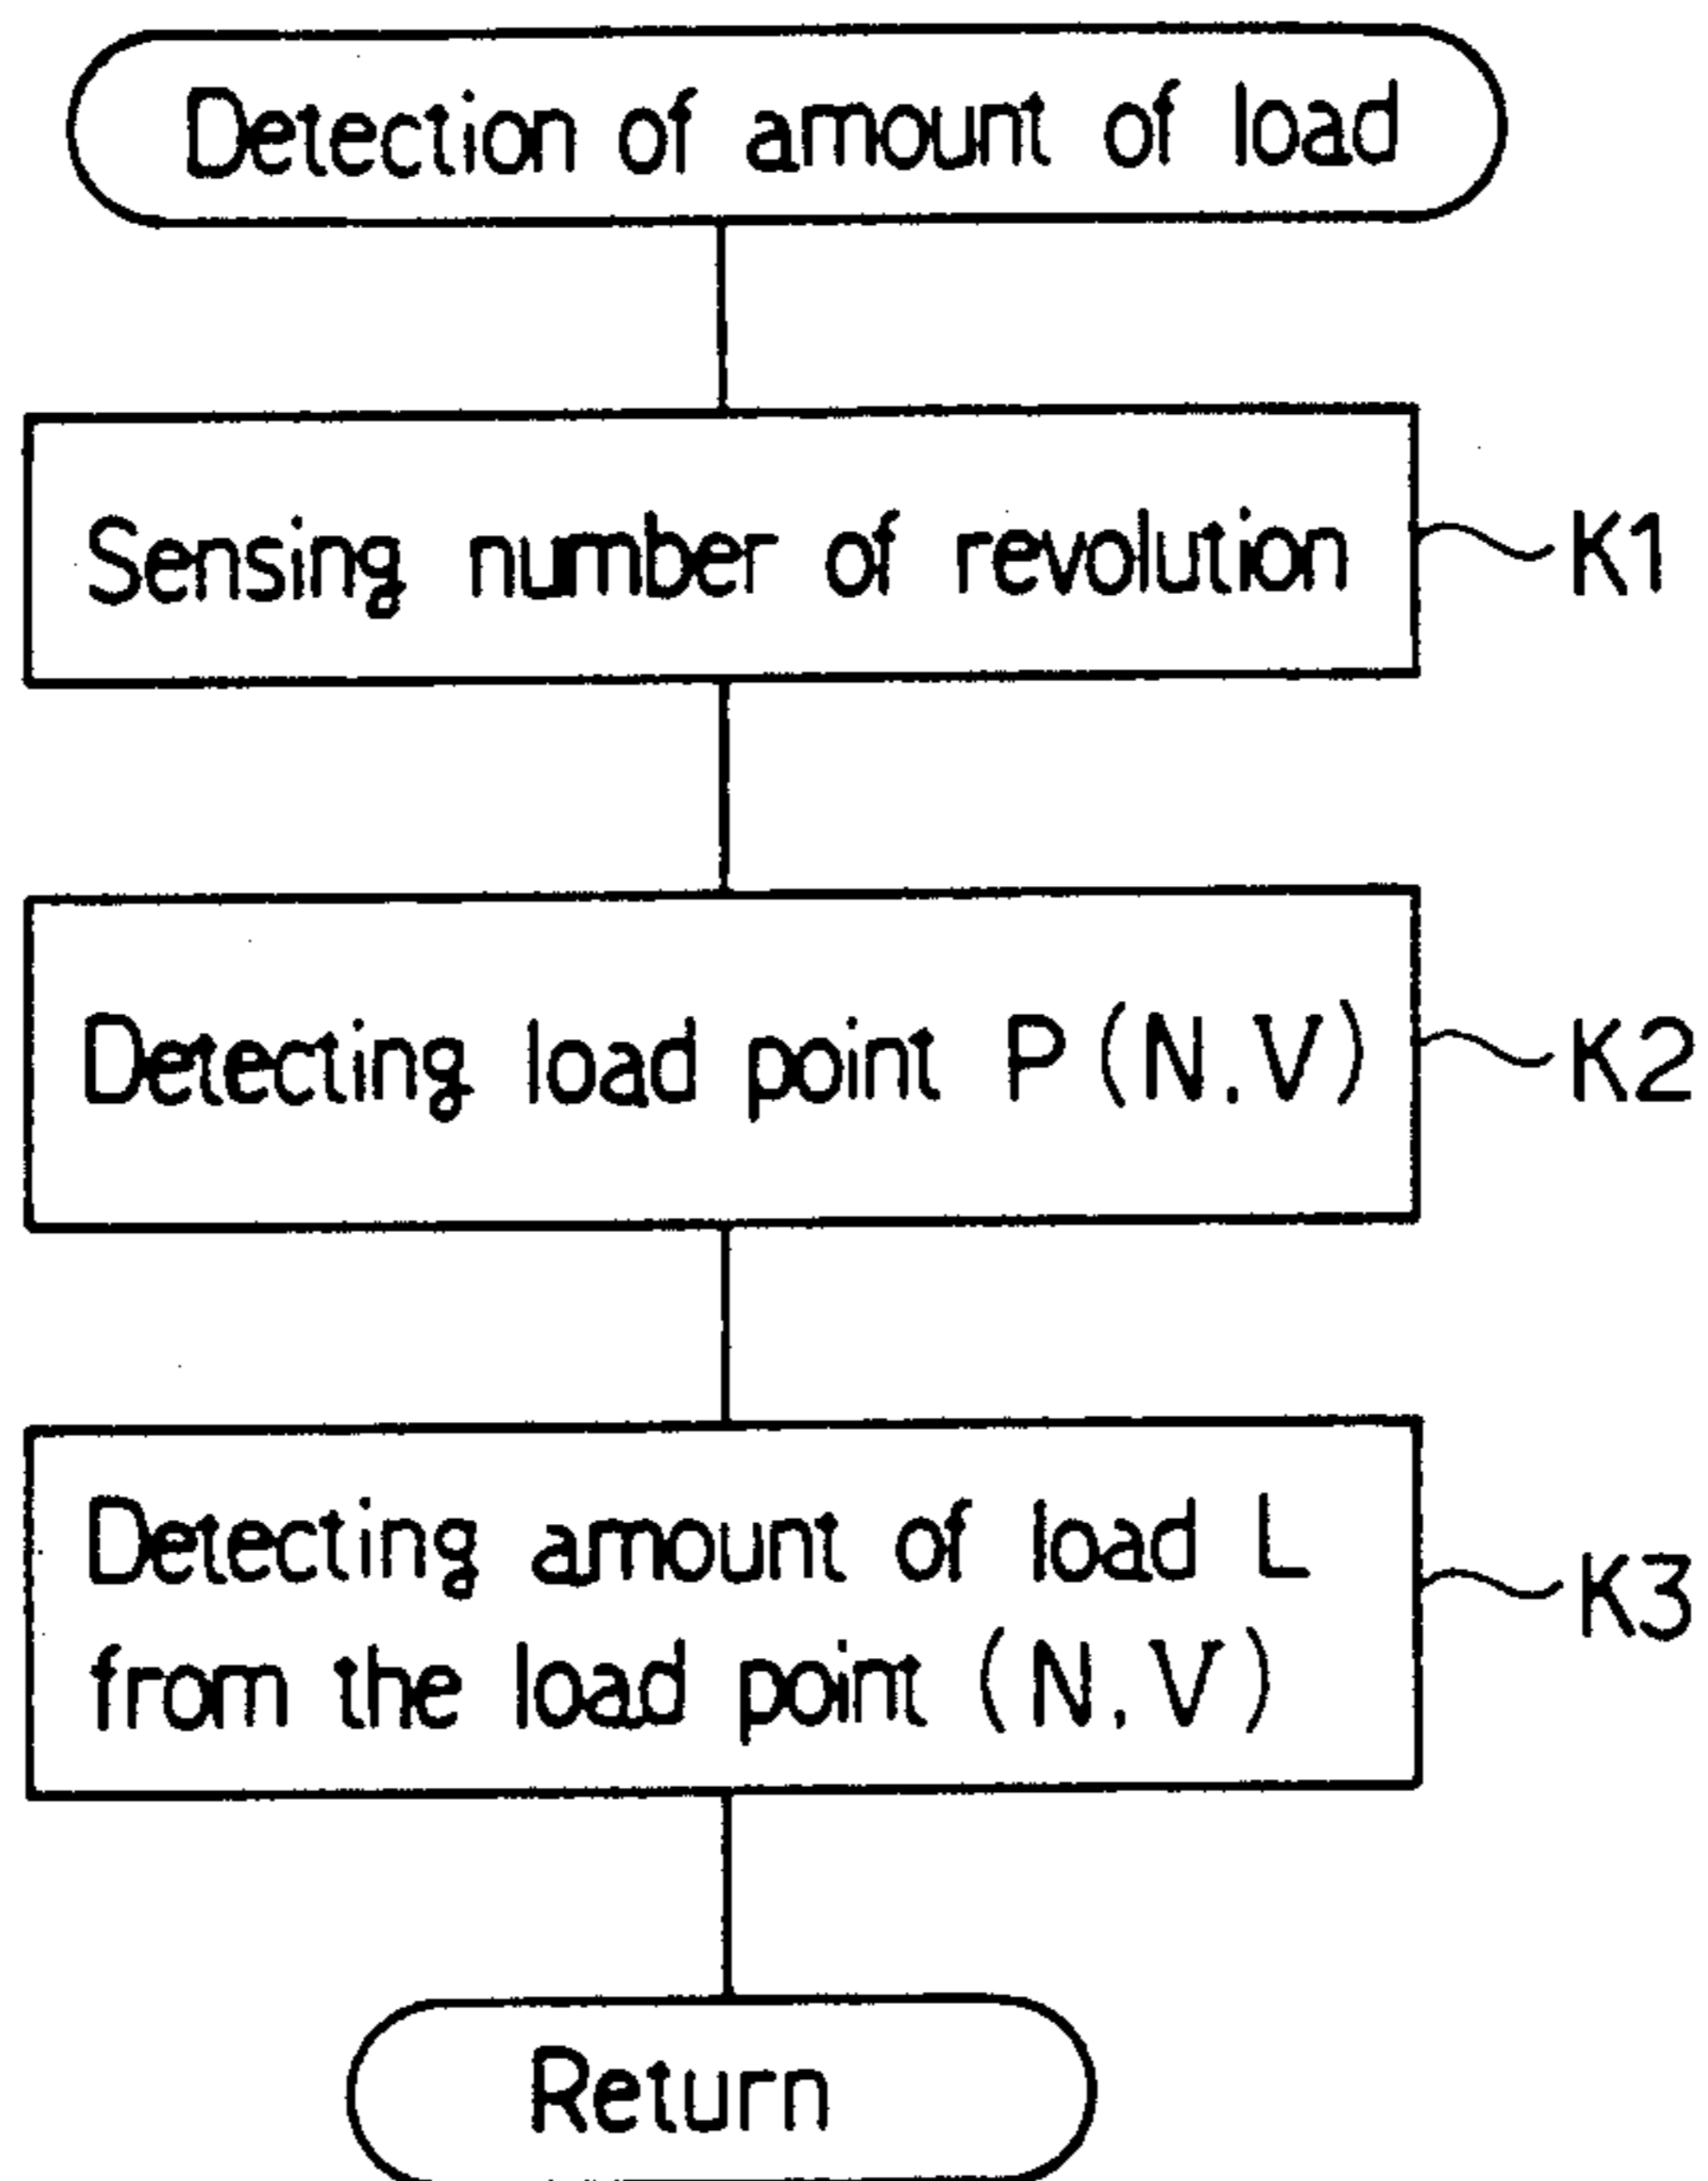 Detection of amount of load
Sensing number of revolution
K1
Detecting load point P (N.V)
K2
Detecting amount of load L
from the load point (N.V)
K3
Return